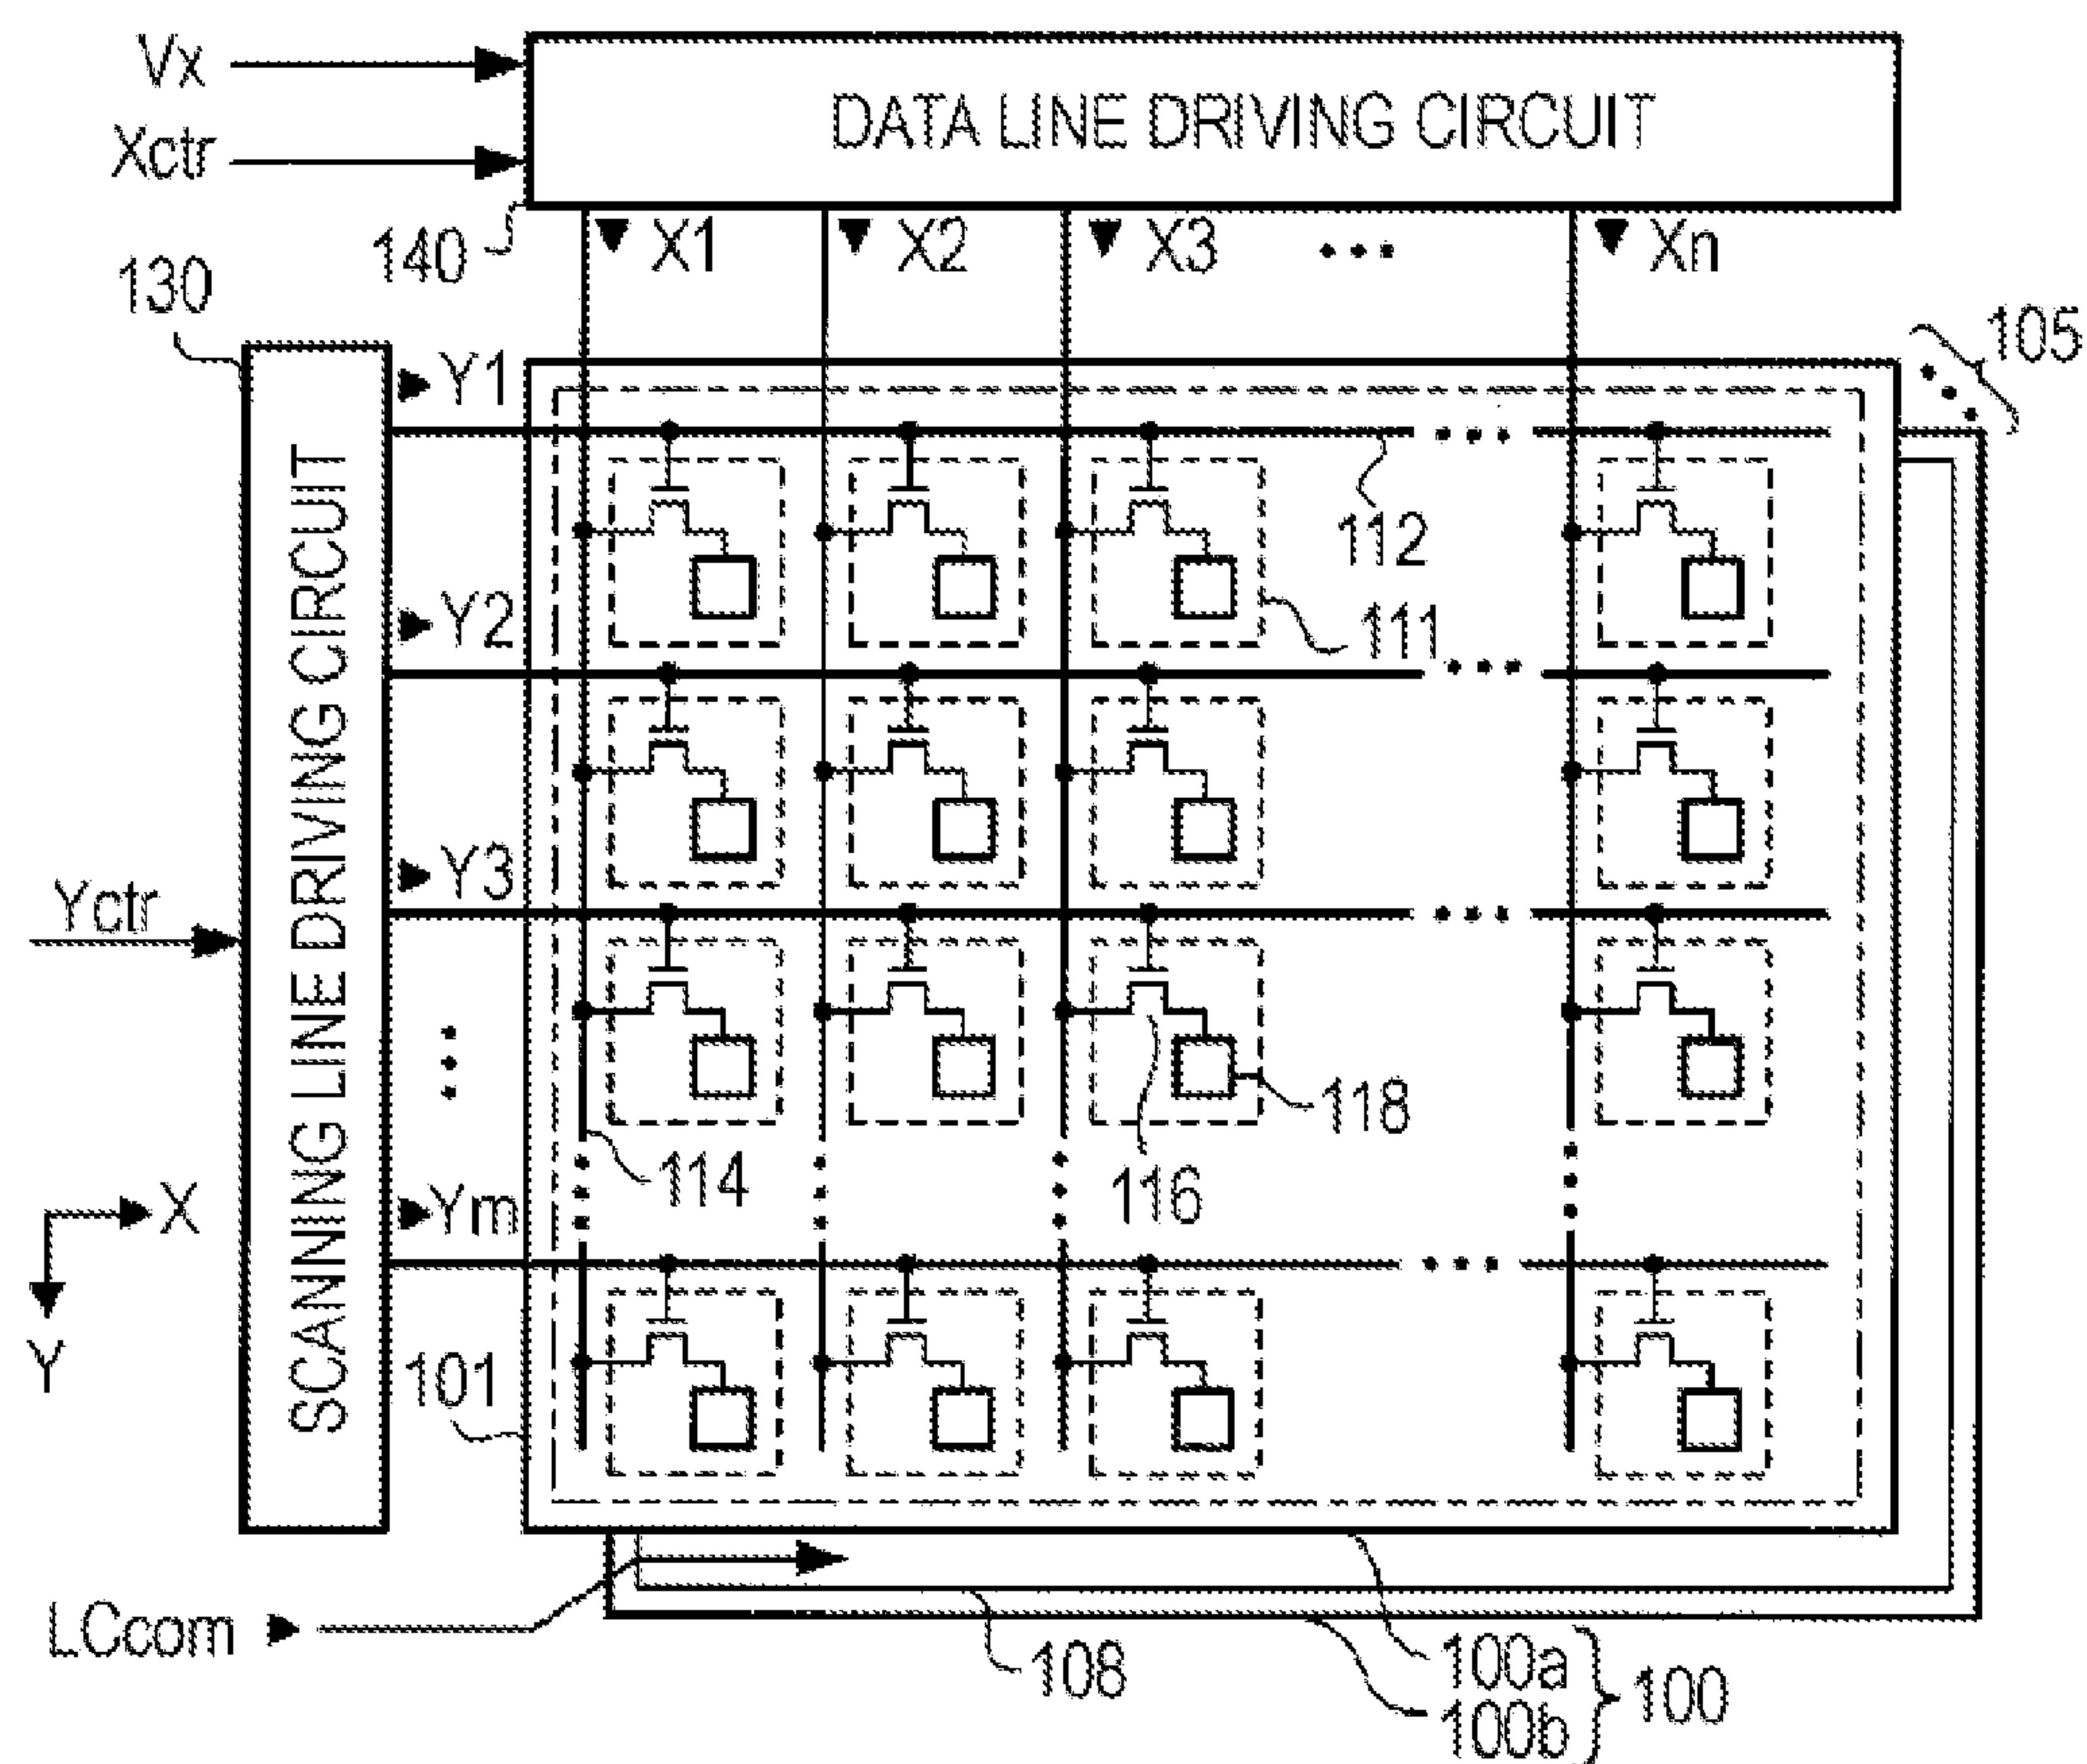 Vx
Xctr
DATA LINE DRIVING CIRCUIT
140
X1 X2 X3 ... Xn
130
105
Y1
112
Y2
111
SCANNING LINE DRIVING CIRCUIT
Y3
Yctr
118
114
116
Ym
X
Y
101
LCcom
108
100a
100b
100